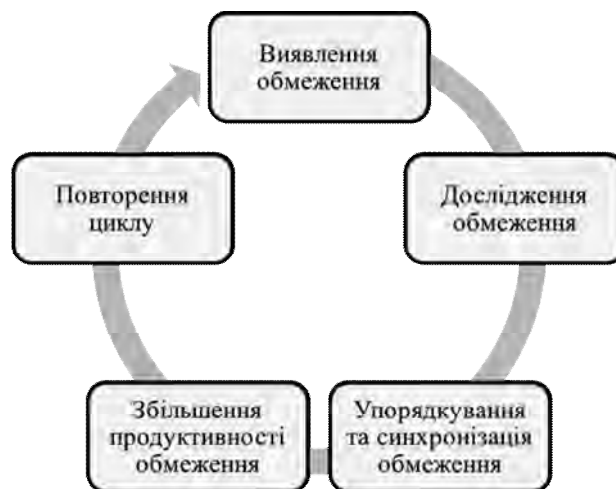 Виявлення
обмеження
Дослідження
обмеження
Упорядкування
та синхронізація
обмеження
Збільшення
продуктивності
обмеження
Повторення
циклу